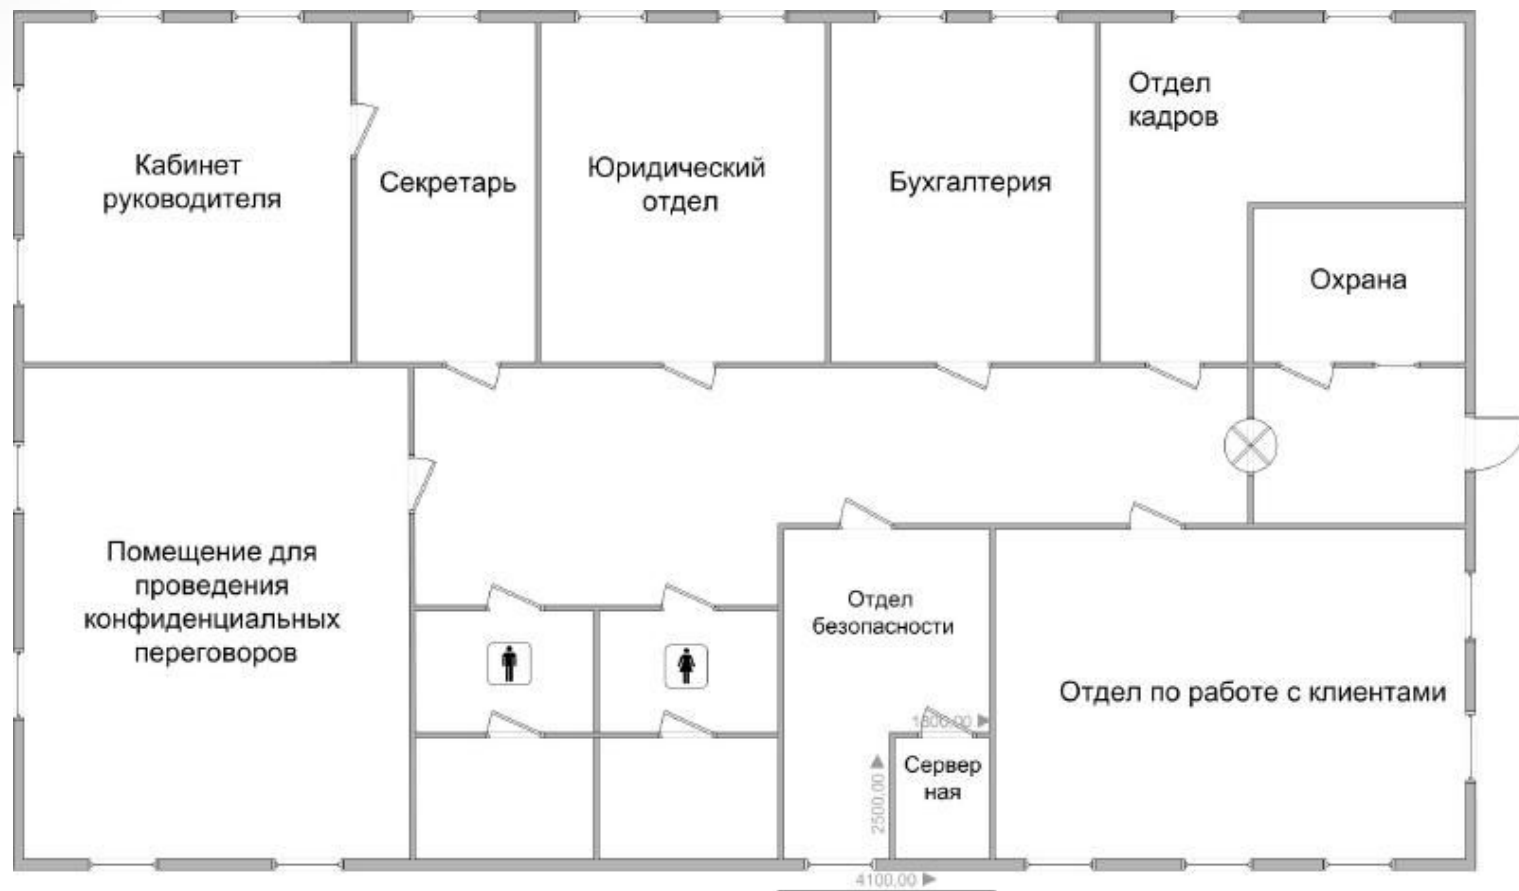 Отдел
кадров
Кабинет
руководителя
Секретарь
Юридический
отдел
Бухгалтерия
Охрана
Помещение для
проведения
конфиденциальных
переговоров
Отдел
безопасности
Отдел по работе с клиентами
1800,00
Сервер
ная
2500,00
4100,00